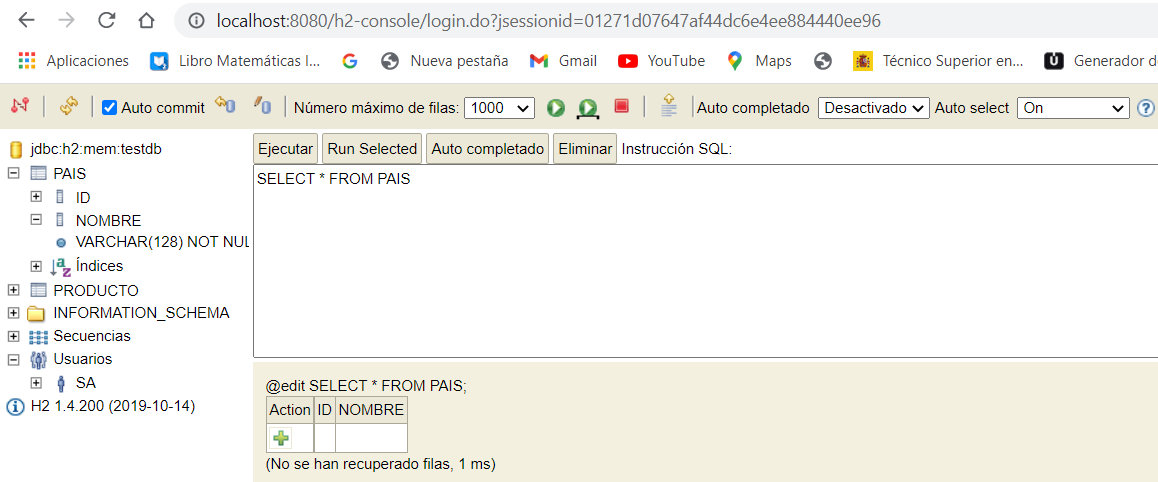 localhost:8080/h2-console/login.do?jsessionid=01271d07647af44dc6e4ee884440ee96
Aplicaciones Libro Matemáticas I... Nueva pestaña Gmail YouTube Maps Técnico Superior en... Generador d
Auto commit Número máximo de filas: 1000 Auto completado Desactivado Auto select On
jdbc:h2:mem:testdb
PAIS
ID
NOMBRE
VARCHAR(128) NOT NUL
Índices
PRODUCTO
INFORMATION_SCHEMA
Secuencias
Usuarios
SA
H2 1.4.200 (2019-10-14)
Ejecutar Run Selected Auto completado Eliminar Instrucción SQL:
SELECT * FROM PAIS
@edit SELECT * FROM PAIS;
Action ID NOMBRE
(No se han recuperado filas, 1 ms)